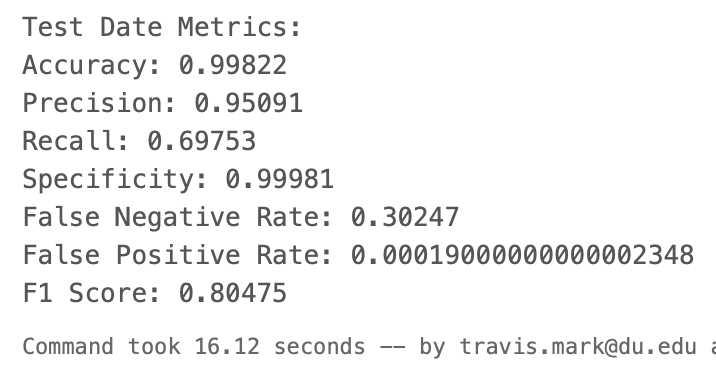 Test Date Metrics:
Accuracy: 0.99822
Precision: 0.95091
Recall: 0.69753
Specificity: 0.99981
False Negative Rate: 0.30247
False Positive Rate: 0.00019000000000002348
F1 Score: 0.80475
Command took 16.12 seconds -- by travis.mark@du.edu a